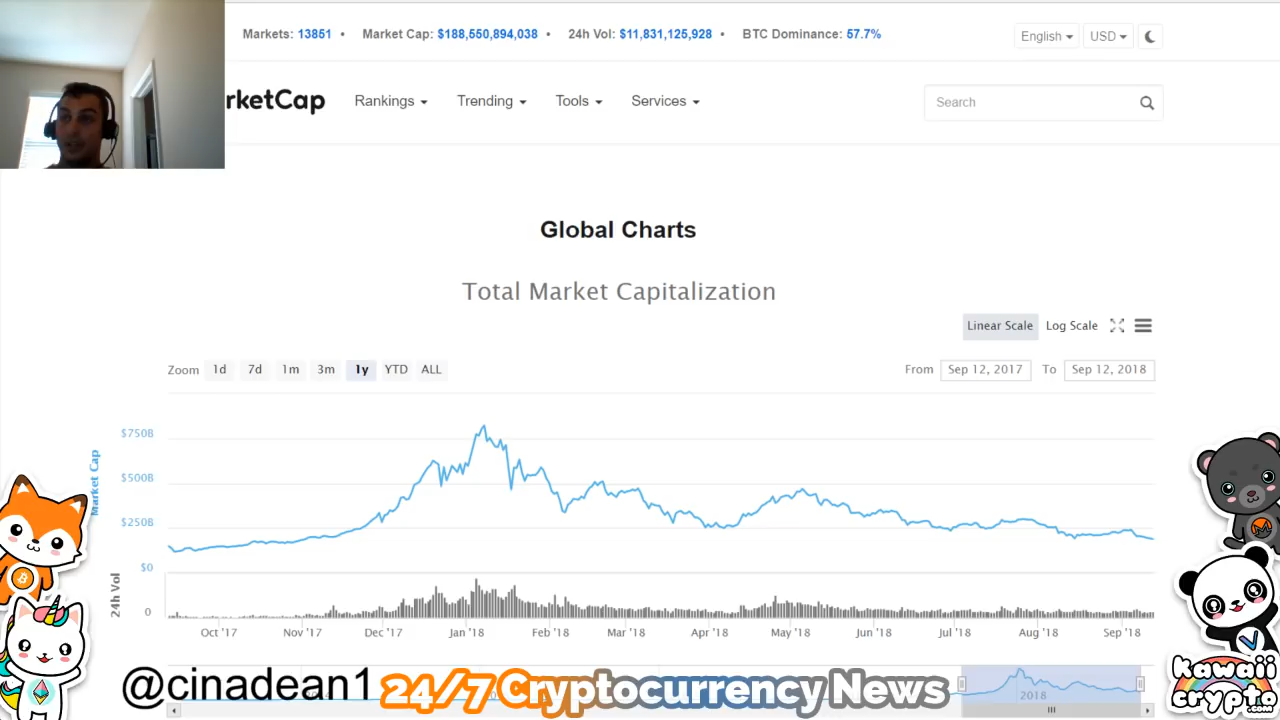 Markets: 13851 • Market Cap: $188,550,894,038 • 24h Vol: $11,831,125,928 • BTC Dominance: 57.7%
English USD
rketCap Rankings Trending Tools Services
Search
Global Charts
Total Market Capitalization
Linear Scale Log Scale
Zoom 1d 7d 1m 3m 1y YTD ALL
From Sep 12, 2017 To Sep 12, 2018
Market Cap
$750B
$500B
$250B
$0
24h Vol
0
Oct '17 Nov '17 Dec '17 Jan '18 Feb '18 Mar '18 Apr '18 May '18 Jun '18 Jul '18 Aug '18 Sep '18
2018
@cinadean1
24/7 Cryptocurrency News
kawaii
crypto
.com